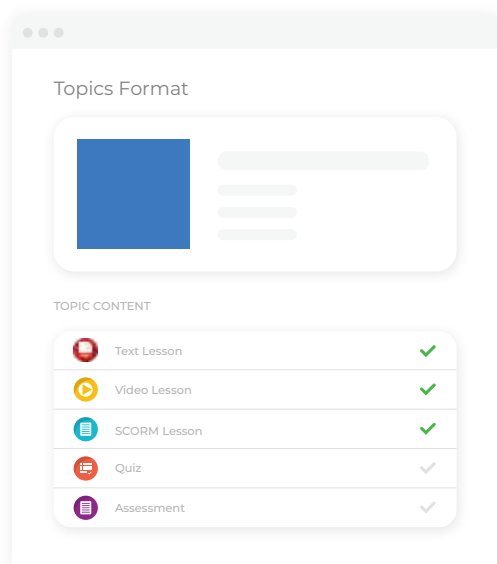 Topics Format
TOPIC CONTENT
Text Lesson
Video Lesson
SCORM Lesson
Quiz
Assessment